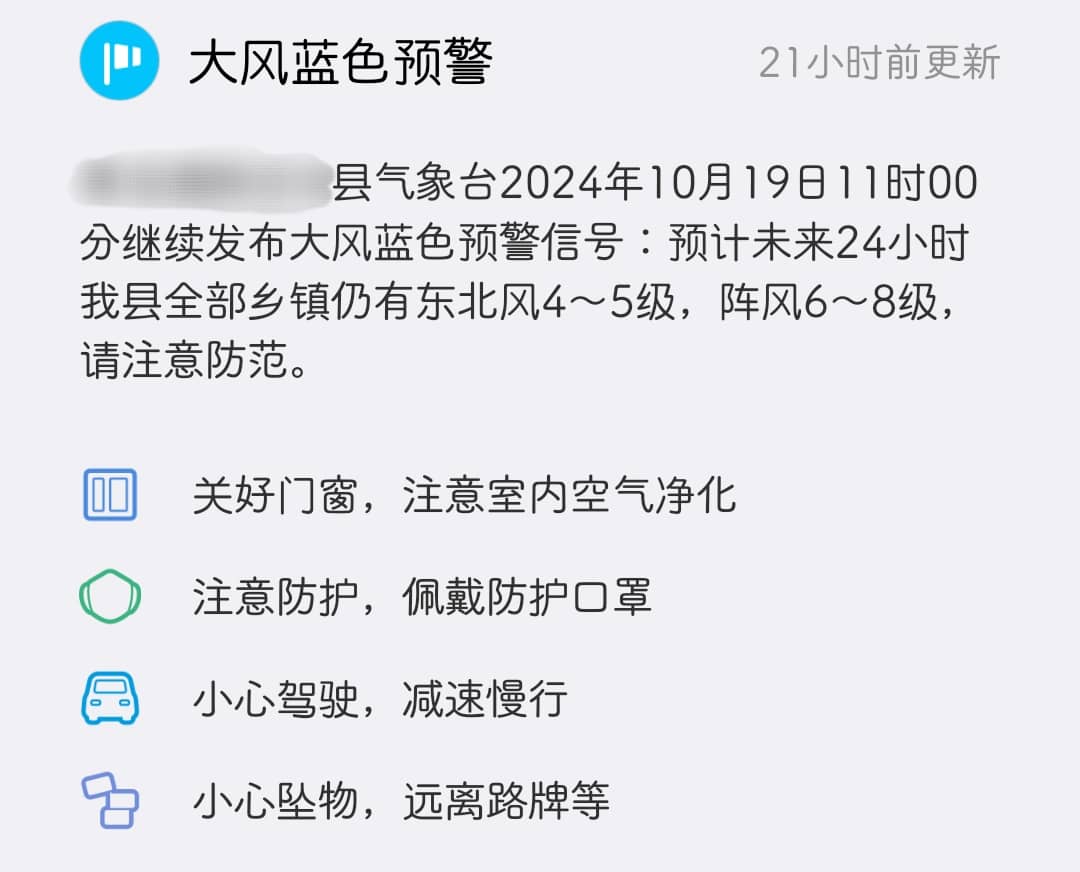 大风蓝色预警
21小时前更新
县气象台2024年10月19日11时00
分继续发布大风蓝色预警信号：预计未来24小时
我县全部乡镇仍有东北风4～5级，阵风6～8级，
请注意防范。
关好门窗，注意室内空气净化
注意防护，佩戴防护口罩
小心驾驶，减速慢行
小心坠物，远离路牌等